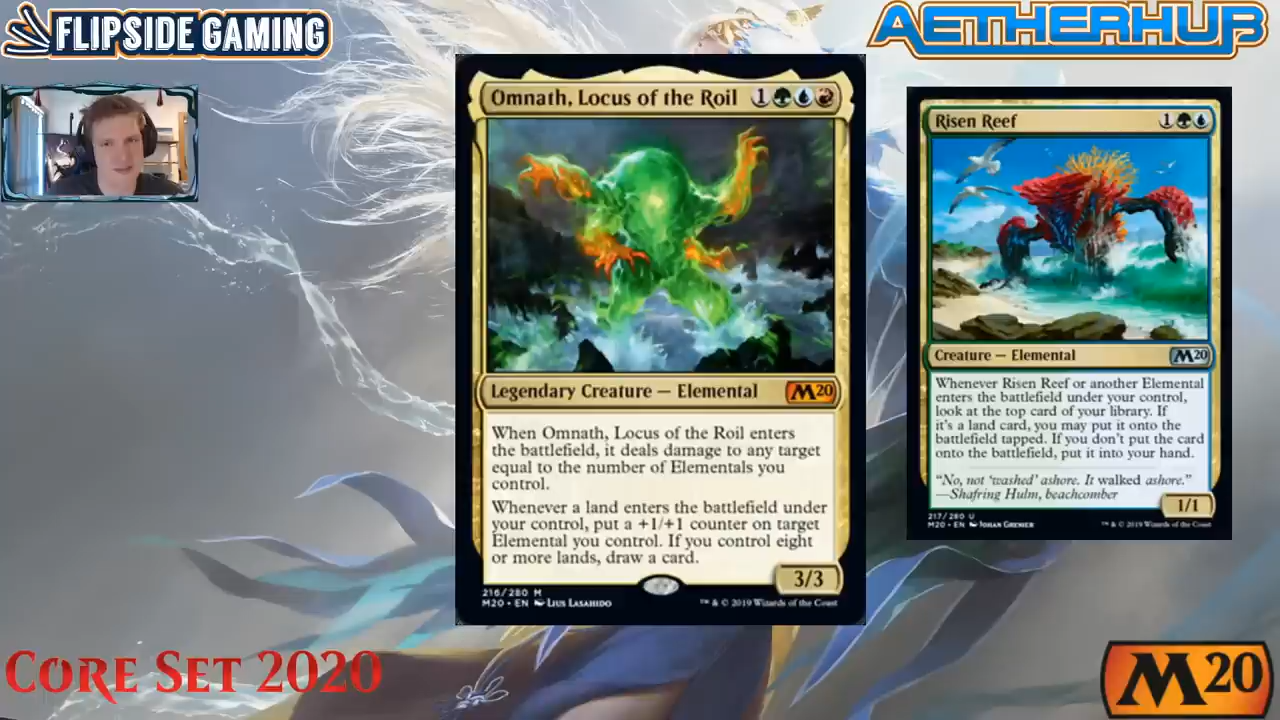 FLIPSIDE GAMING
AETHERHUB
Omnath, Locus of the Roil 1
Legendary Creature — Elemental M20
When Omnath, Locus of the Roil enters
the battlefield, it deals damage to any target
equal to the number of Elementals you
control.
Whenever a land enters the battlefield under
your control, put a +1/+1 counter on target
Elemental you control. If you control eight
or more lands, draw a card.
3/3
216/280 M
M20 • EN Lius Lasahido ™ & © 2019 Wizards of the Coast
Risen Reef 1
Creature — Elemental M20
Whenever Risen Reef or another Elemental
enters the battlefield under your control,
look at the top card of your library. If
it's a land card, you may put it onto the
battlefield tapped. If you don't put the card
onto the battlefield, put it into your hand.
"No, not 'washed' ashore. It walked ashore."
—Shafring Hulm, beachcomber
1/1
217/280 U
M20 • EN Johan Grenier ™ & © 2019 Wizards of the Coast
Core Set 2020
M20